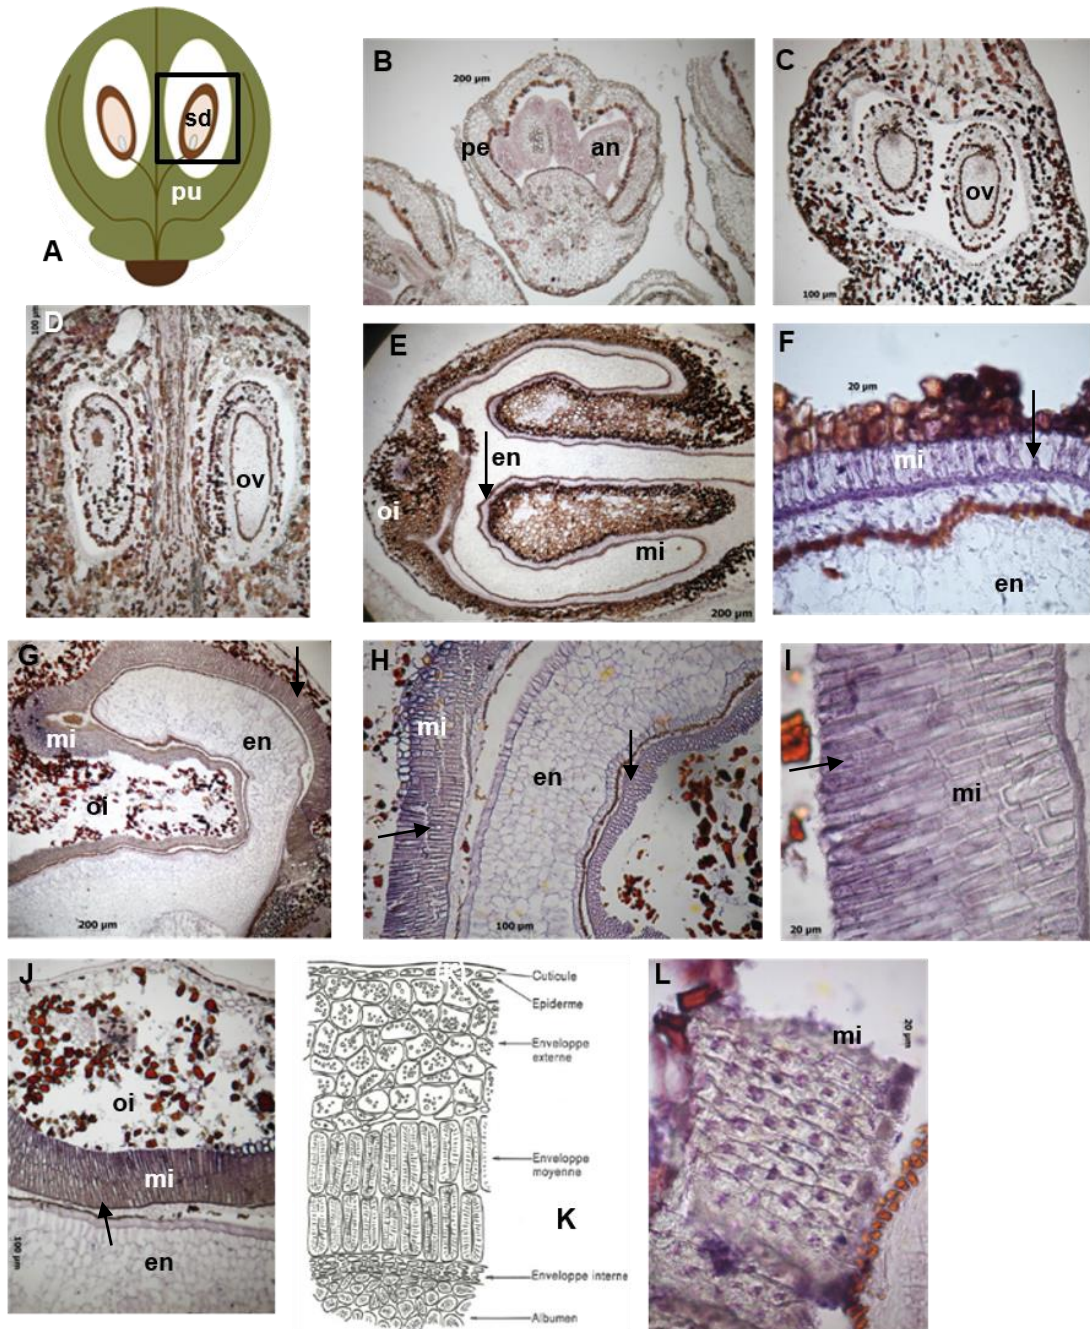 A
sd
pu
B
200 µm
pe
an
C
ov
100 µm
D
100 µm
ov
E
en
oi
mi
200 µm
F
20 µm
mi
en
G
mi
en
oi
200 µm
H
mi
en
100 µm
I
mi
20 µm
J
oi
mi
en
100 µm
Cuticule
Epiderme
Enveloppe
externe
Enveloppe
moyenne
K
Enveloppe interne
Albumen
L
mi
20 µm